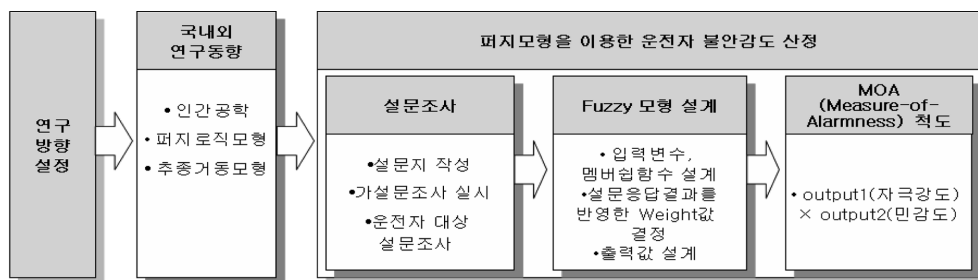 연구
방향
설정
국내외
연구동향
• 인간공학
• 퍼지로직모형
• 추종거동모형
퍼지모형을 이용한 운전자 불안감도 산정
설문조사
•설문지 작성
•가설문조사 실시
•운전자 대상
설문조사
Fuzzy 모형 설계
• 입력변수,
멤버쉽함수 설계
•설문응답결과를
반영한 Weight값
결정
• 출력값 설계
MOA
(Measure-of-
Alarmness) 척도
• output1(자극강도)
× output2(민감도)